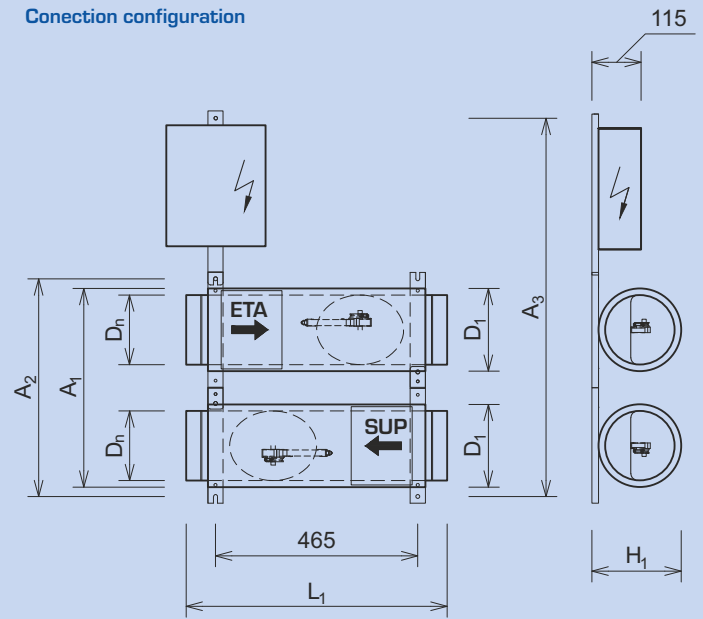 Conection configuration
115
ETA
Dn
D1
A3
A2
A1
SUP
Dn
D1
465
H1
L1